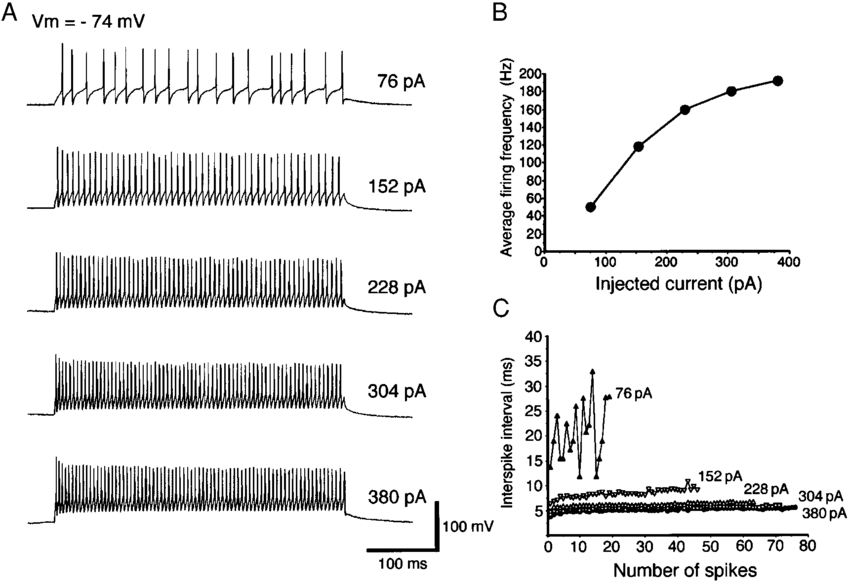 A
Vm = - 74 mV
76 pA
152 pA
228 pA
304 pA
380 pA
100 mV
100 ms
B
Average firing frequency (Hz)
200
180
160
140
120
100
80
60
40
20
0
0 100 200 300 400
Injected current (pA)
C
Interspike interval (ms)
40
35
30
25
20
15
10
5
76 pA
152 pA
228 pA
304 pA
380 pA
0 10 20 30 40 50 60 70 80
Number of spikes